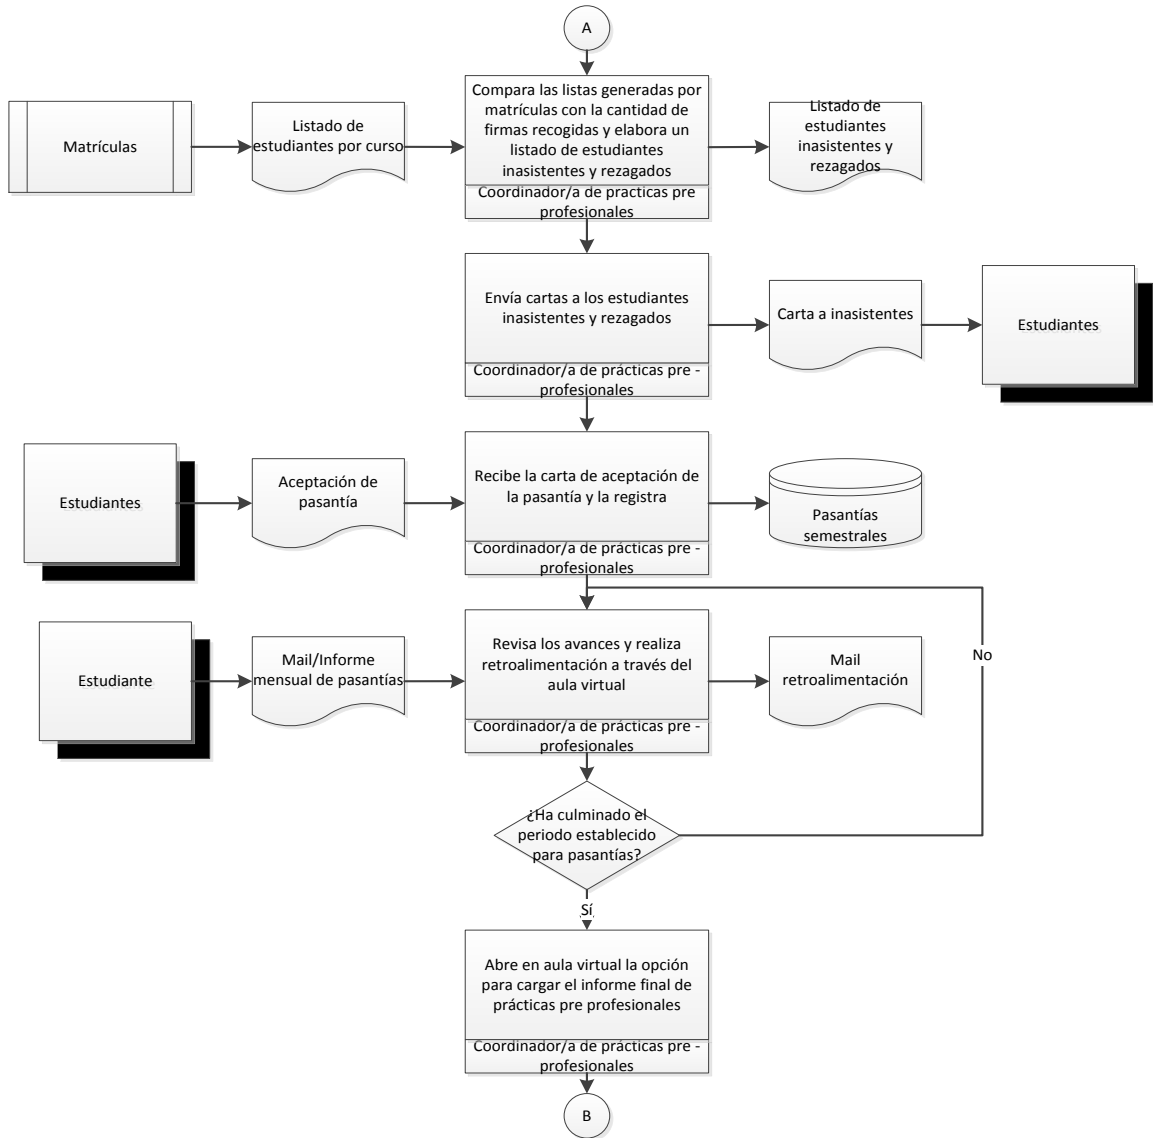 A
Compara las listas generadas por
matrículas con la cantidad de
firmas recogidas y elabora un
listado de estudiantes
inasistentes y rezagados
Coordinador/a de practicas pre
profesionales
Matrículas
Listado de
estudiantes por curso
Listado de
estudiantes
inasistentes y
rezagados
Envía cartas a los estudiantes
inasistentes y rezagados
Coordinador/a de prácticas pre -
profesionales
Carta a inasistentes
Estudiantes
Estudiantes
Aceptación de
pasantía
Recibe la carta de aceptación de
la pasantía y la registra
Coordinador/a de prácticas pre -
profesionales
Pasantías
semestrales
Estudiante
Mail/Informe
mensual de pasantías
Revisa los avances y realiza
retroalimentación a través del
aula virtual
Coordinador/a de prácticas pre -
profesionales
Mail
retroalimentación
No
¿Ha culminado el
periodo establecido
para pasantías?
Sí
Abre en aula virtual la opción
para cargar el informe final de
prácticas pre profesionales
Coordinador/a de prácticas pre -
profesionales
B